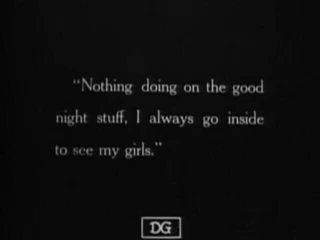 “Nothing doing on the good
night stuff, I always go inside
to see my girls.”
DG